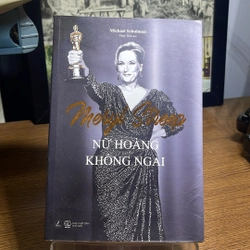 Michael Schulman
Meryl Streep
NỮ HOÀNG
KHÔNG NGAI